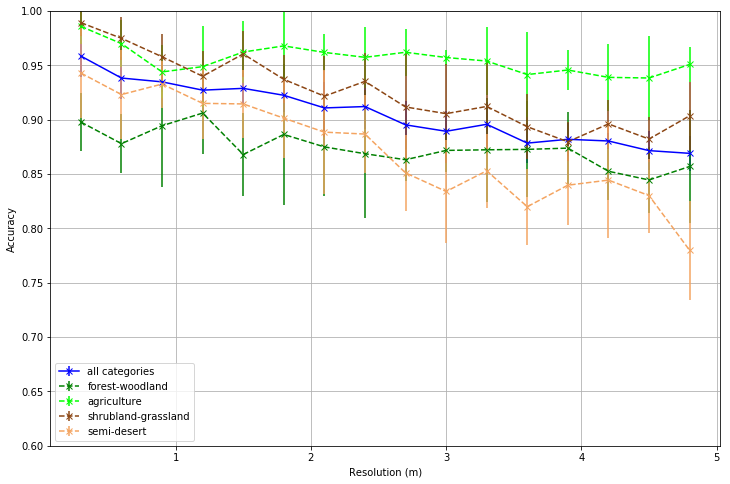 1.00
0.95
0.90
0.85
0.80
0.75
0.70
0.65
0.60
Accuracy
all categories
forest-woodland
agriculture
shrubland-grassland
semi-desert
1 2 3 4 5
Resolution (m)